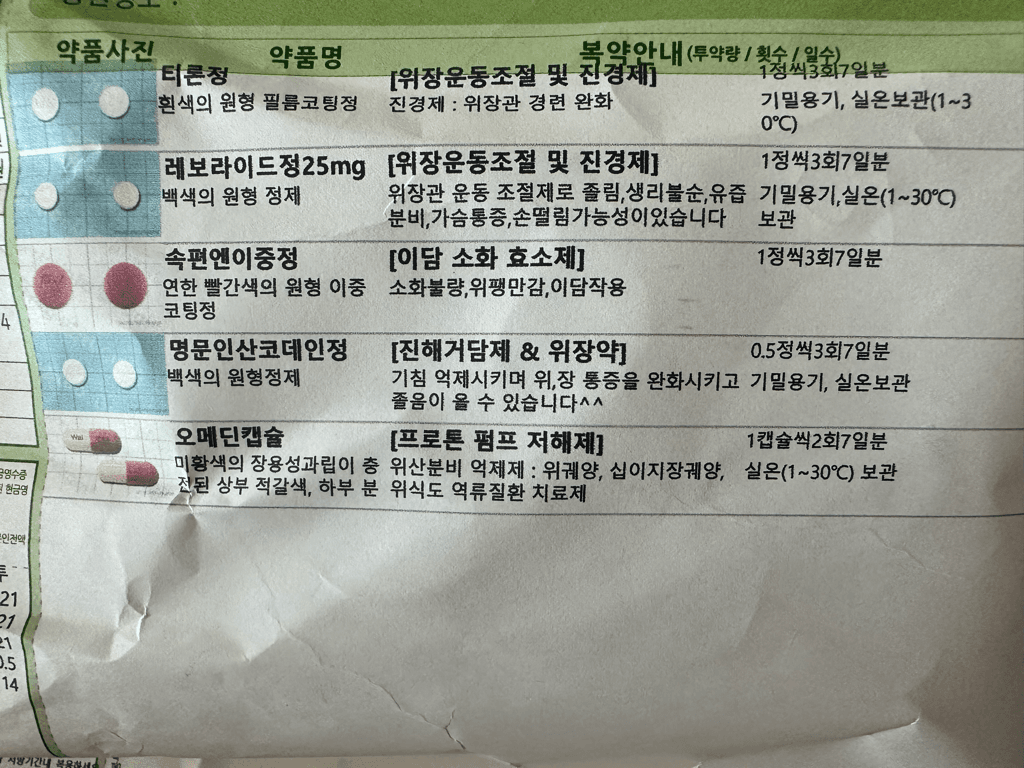 약품사진 약품명 복약안내(투약량 / 횟수 / 일수)
티론정 [위장운동조절 및 진경제] 1정씩3회7일분
흰색의 원형 필름코팅정 진경제 : 위장관 경련 완화 기밀용기, 실온보관(1~3
0℃)
레보라이드정25mg [위장운동조절 및 진경제] 1정씩3회7일분
백색의 원형 정제 위장관 운동 조절제로 졸림,생리불순,유즙 기밀용기,실온(1~30℃)
분비,가슴통증,손떨림가능성이있습니다 보관
속편엔이중정 [이담 소화 효소제] 1정씩3회7일분
연한 빨간색의 원형 이중 소화불량,위팽만감,이담작용
코팅정
명문인산코데인정 [진해거담제 & 위장약] 0.5정씩3회7일분
백색의 원형정제 기침 억제시키며 위,장 통증을 완화시키고 기밀용기, 실온보관
졸음이 올 수 있습니다^^
오메딘캡슐 [프로톤 펌프 저해제] 1캡슐씩2회7일분
미황색의 장용성과립이 충 위산분비 억제제 : 위궤양, 십이지장궤양, 실온(1~30℃) 보관
전된 상부 적갈색, 하부 분 위식도 역류질환 치료제
4
금영수증
현금영
인전액
투
21
21
21
0.5
14